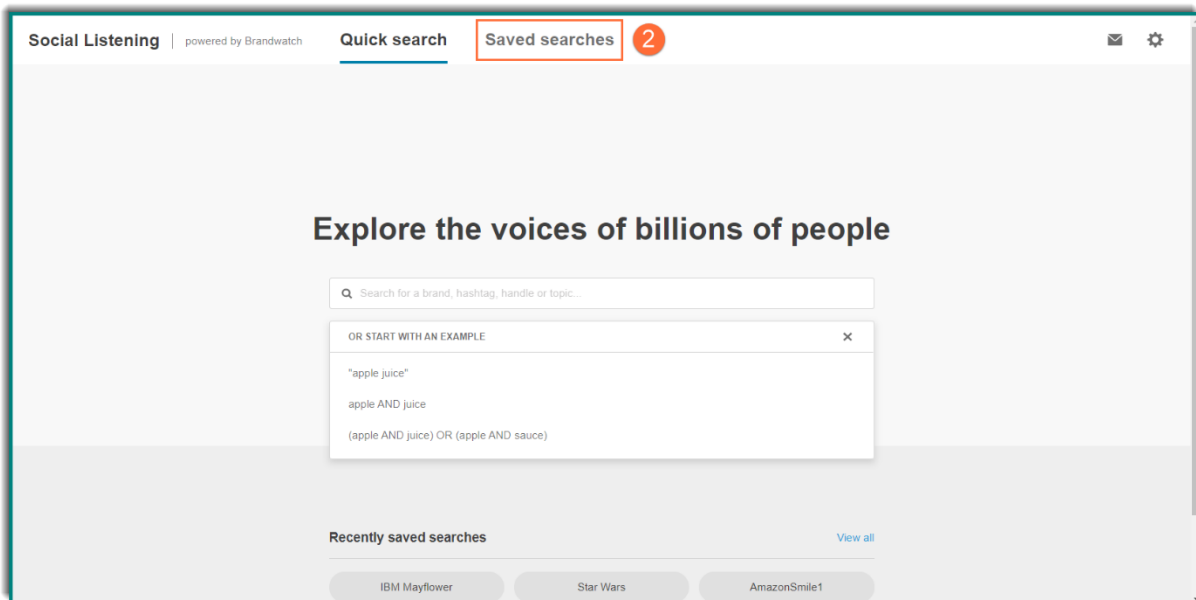 Social Listening | powered by Brandwatch Quick search Saved searches 2
Explore the voices of billions of people
Search for a brand, hashtag, handle or topic...
OR START WITH AN EXAMPLE
"apple juice"
apple AND juice
(apple AND juice) OR (apple AND sauce)
Recently saved searches View all
IBM Mayflower Star Wars AmazonSmile1